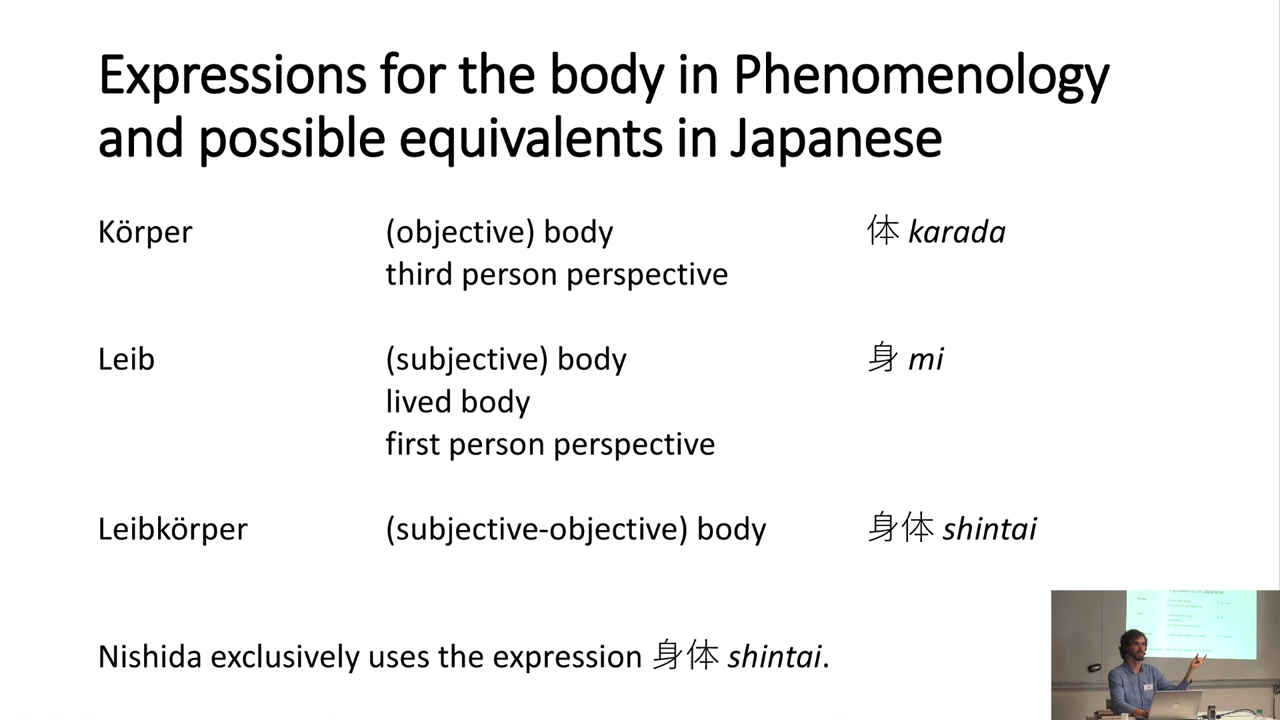 Expressions for the body in Phenomenology
and possible equivalents in Japanese
Körper (objective) body 体 karada
third person perspective
Leib (subjective) body 身 mi
lived body
first person perspective
Leibkörper (subjective-objective) body 身体 shintai
Nishida exclusively uses the expression 身体 shintai.